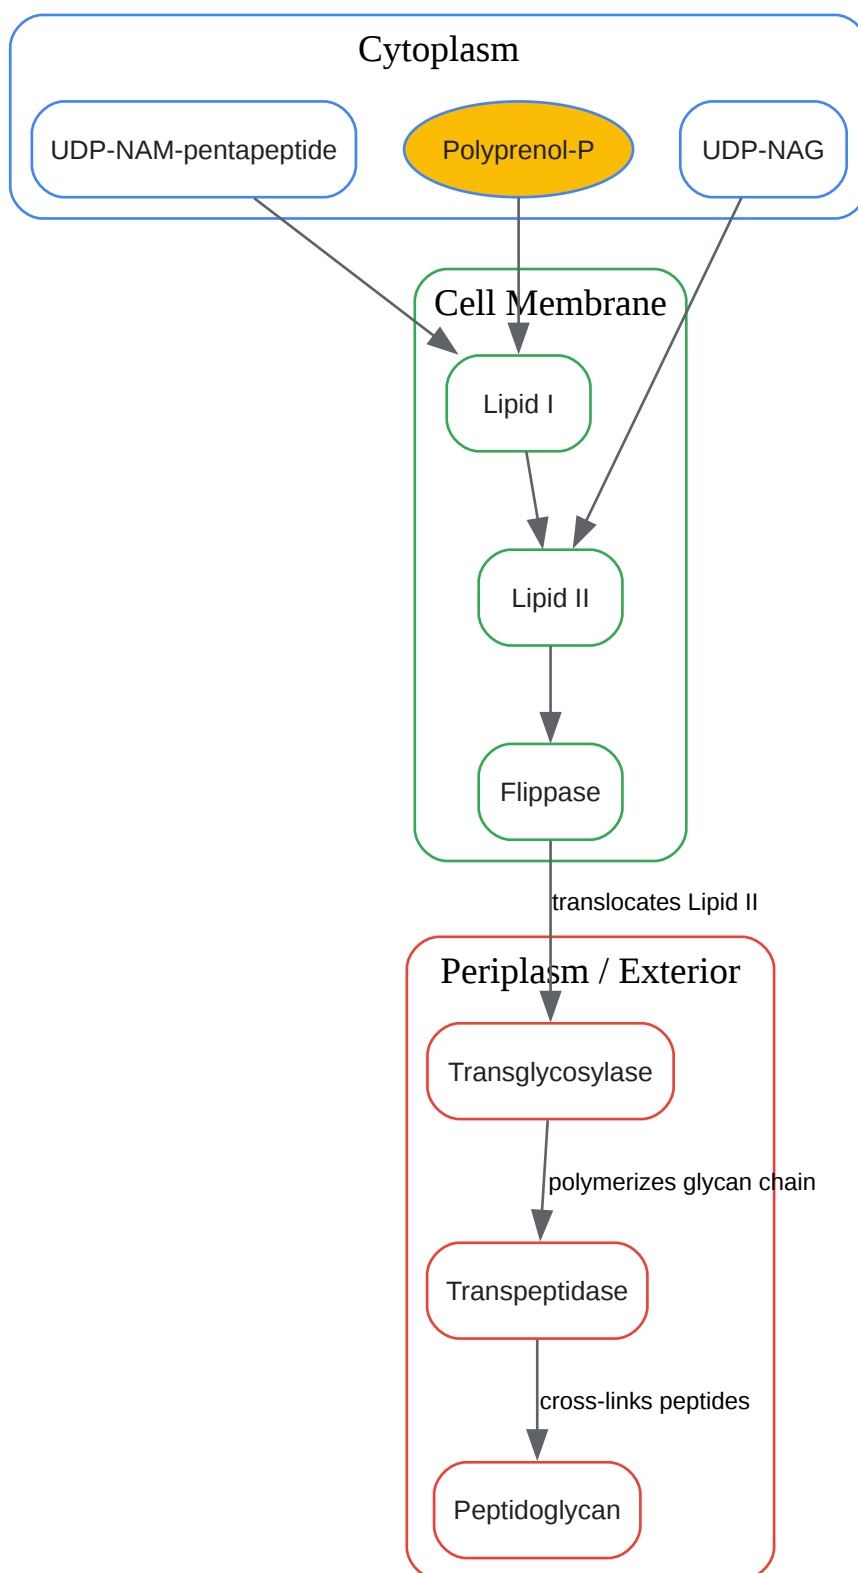 Cytoplasm
UDP-NAM-pentapeptide
Polyprenol-P
UDP-NAG
Cell Membrane
Lipid I
Lipid II
Flippase
translocates Lipid II
Periplasm / Exterior
Transglycosylase
polymerizes glycan chain
Transpeptidase
cross-links peptides
Peptidoglycan